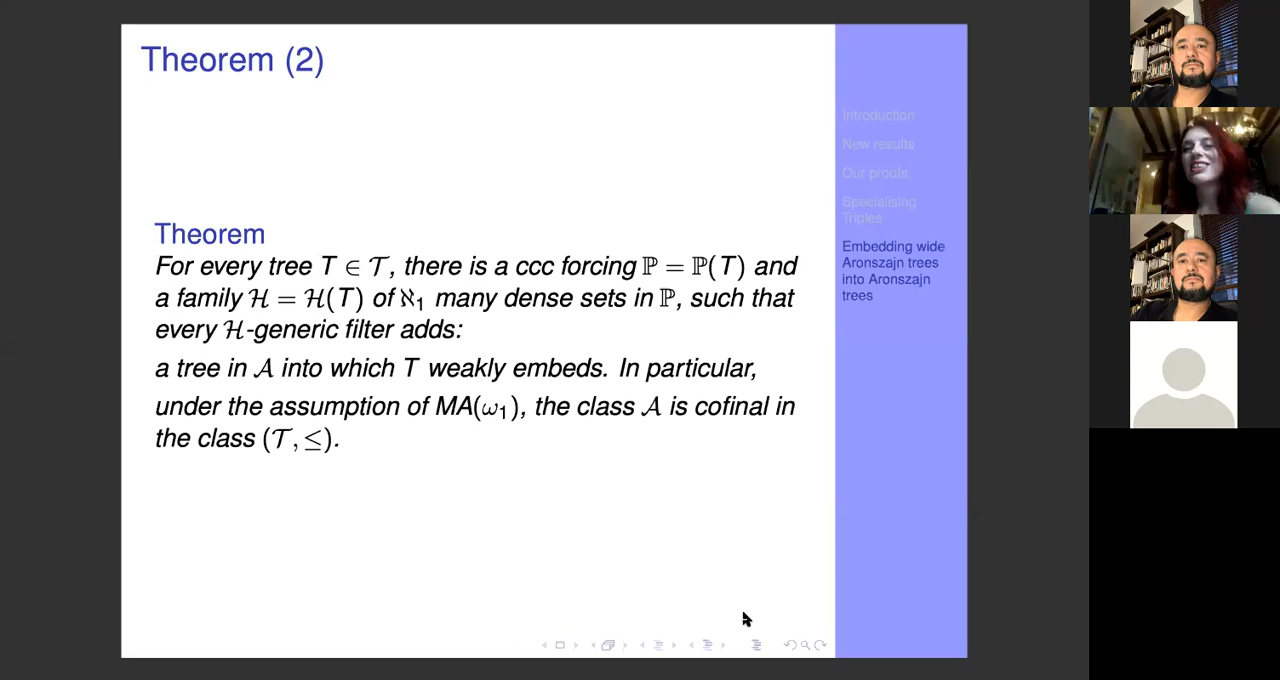 Theorem (2)
Theorem
For every tree T ∈ 𝒯, there is a ccc forcing ℙ = ℙ(T) and
a family ℋ = ℋ(T) of ℵ₁ many dense sets in ℙ, such that
every ℋ-generic filter adds:
a tree in 𝒜 into which T weakly embeds. In particular,
under the assumption of MA(ω₁), the class 𝒜 is cofinal in
the class (𝒯, ≤).
Introduction
New results
Our proofs
Specialising
Triples
Embedding wide
Aronszajn trees
into Aronszajn
trees